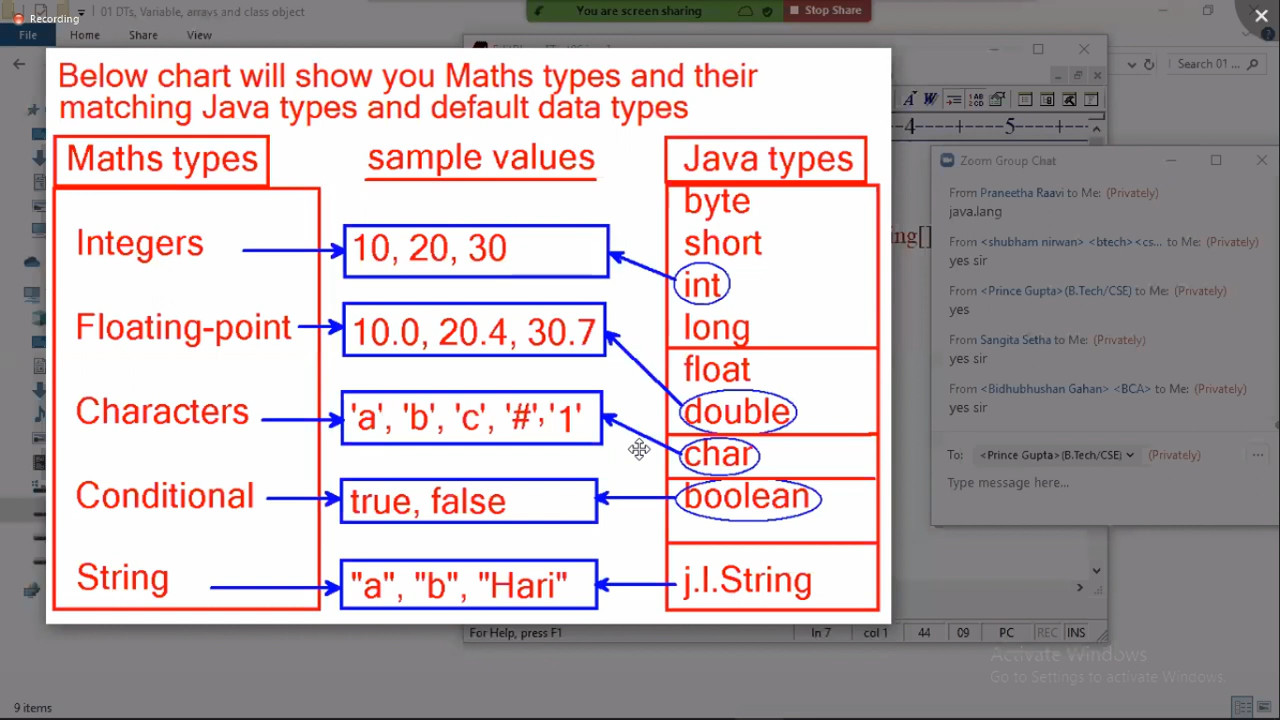 Recording
01 DTs, Variable, arrays and class object
You are screen sharing
Stop Share
File
Home
Share
View
Search 01 ...
Below chart will show you Maths types and their
matching Java types and default data types
Maths types
sample values
Java types
byte
Integers
10, 20, 30
short
int
long
Floating-point
10.0, 20.4, 30.7
float
double
Characters
'a', 'b', 'c', '#', '1'
char
Conditional
true, false
boolean
String
"a", "b", "Hari"
j.l.String
4
5
ing[]
Zoom Group Chat
From Praneetha Raavi to Me: (Privately)
java.lang
From <shubham nirwan> <btech><cs... to Me: (Privately)
yes sir
From <Prince Gupta>(B.Tech/CSE) to Me: (Privately)
yes
From Sangita Setha to Me: (Privately)
yes sir
From <Bidhubhushan Gahan> <BCA> to Me: (Privately)
yes sir
To: <Prince Gupta>(B.Tech/CSE) (Privately) ...
Type message here...
For Help, press F1
ln 7
col 1
44
09
PC
REC
INS
Activate Windows
Go to Settings to activate Windows.
9 items